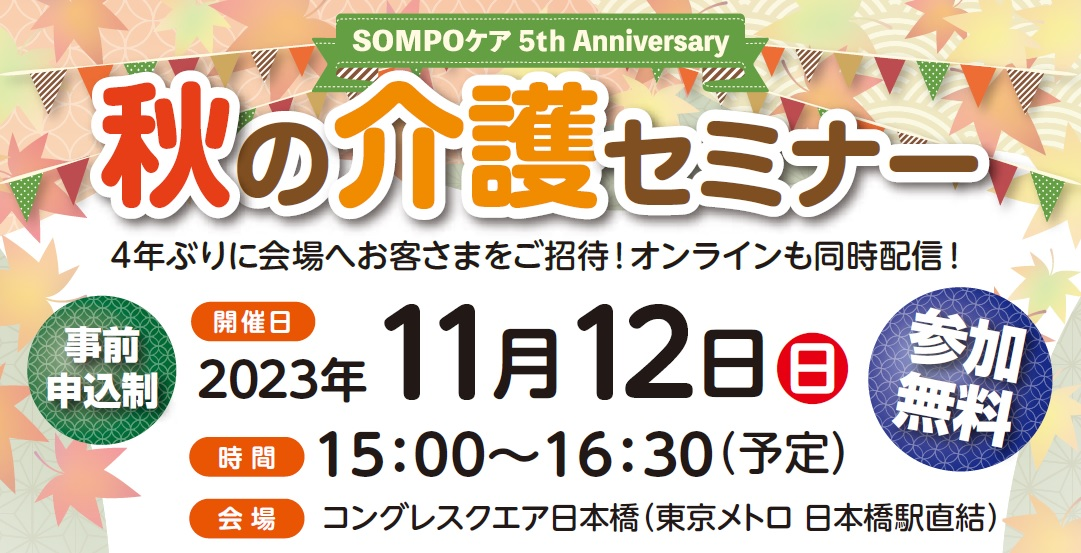 SOMPOケア 5th Anniversary
秋の介護セミナー
4年ぶりに会場へお客さまをご招待！オンラインも同時配信！
事前
申込制
開催日
2023年11月12日日
参加
無料
時間
15：00〜16：30（予定）
会場
コングレスクエア日本橋（東京メトロ 日本橋駅直結）